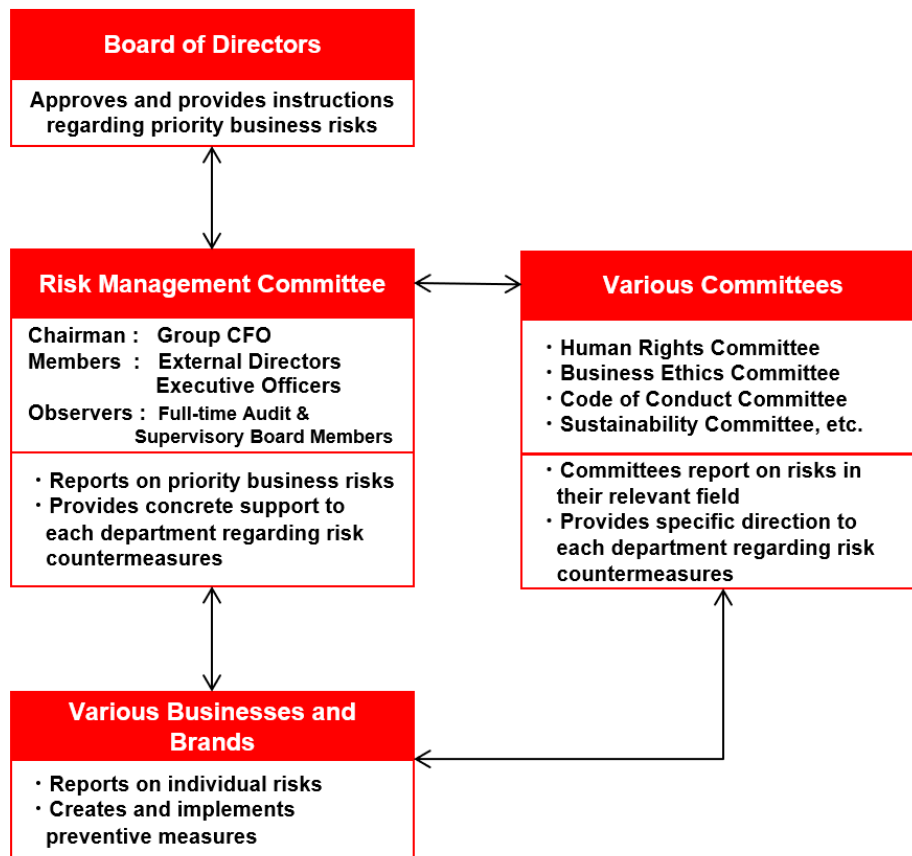 Board of Directors
Approves and provides instructions
regarding priority business risks
Risk Management Committee
Chairman : Group CFO
Members : External Directors
Executive Officers
Observers : Full-time Audit &
Supervisory Board Members
・Reports on priority business risks
・Provides concrete support to
each department regarding risk
countermeasures
Various Committees
・Human Rights Committee
・Business Ethics Committee
・Code of Conduct Committee
・Sustainability Committee, etc.
・Committees report on risks in
their relevant field
・Provides specific direction to
each department regarding risk
countermeasures
Various Businesses and
Brands
・Reports on individual risks
・Creates and implements
preventive measures